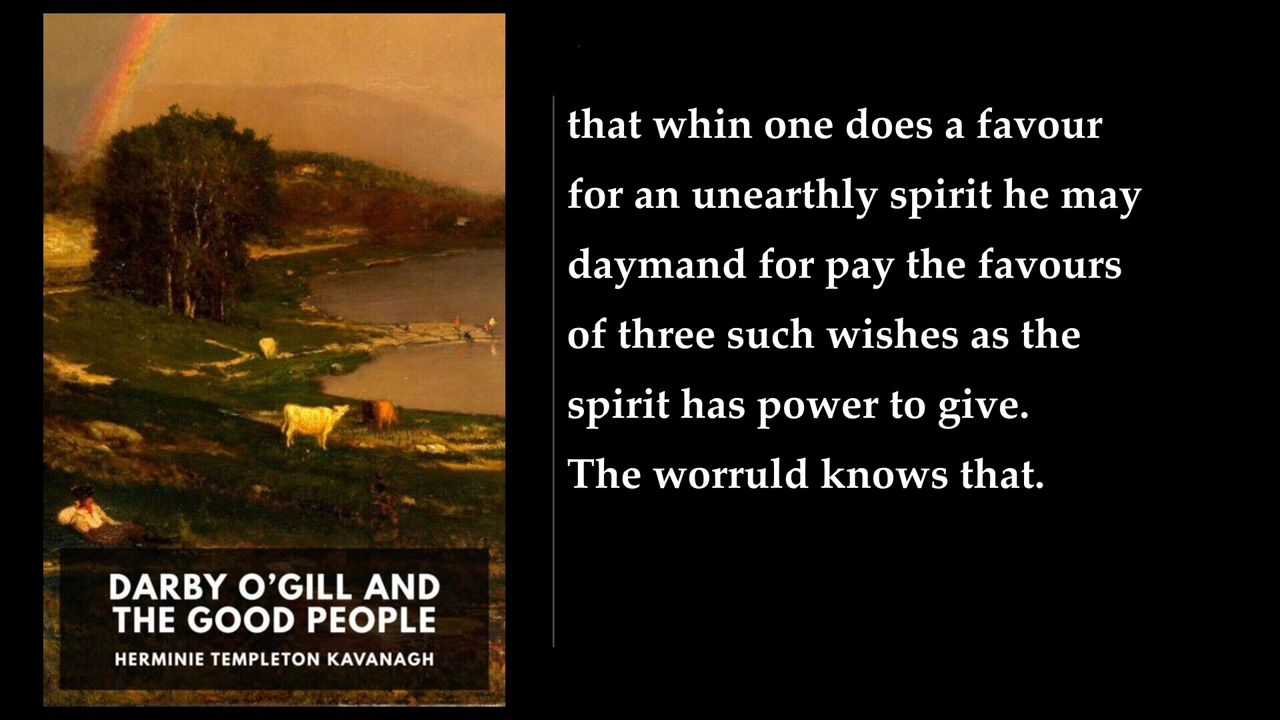 DARBY O’GILL AND
THE GOOD PEOPLE
HERMINIE TEMPLETON KAVANAGH
that whin one does a favour
for an unearthly spirit he may
daymand for pay the favours
of three such wishes as the
spirit has power to give.
The worruld knows that.